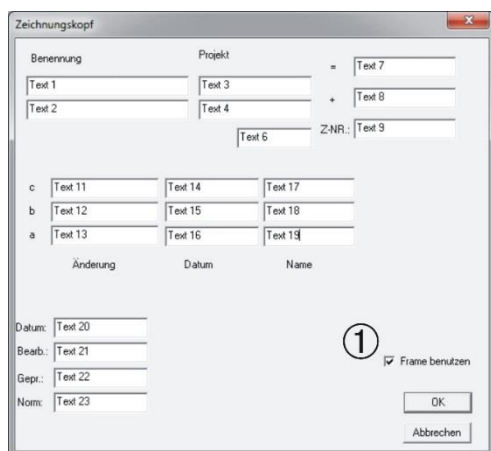 Zeichnungskopf
Benennung Projekt
= Text 7
Text 1 Text 3
+ Text 8
Text 2 Text 4
Text 6 Z-NR.: Text 9
c Text 11 Text 14 Text 17
b Text 12 Text 15 Text 18
a Text 13 Text 16 Text 19
Änderung Datum Name
Datum: Text 20
Bearb.: Text 21
① Frame benutzen
Gepr.: Text 22
Norm: Text 23
OK
Abbrechen